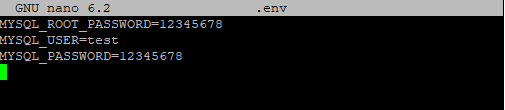 GNU nano 6.2 .env
MYSQL_ROOT_PASSWORD=12345678
MYSQL_USER=test
MYSQL_PASSWORD=12345678